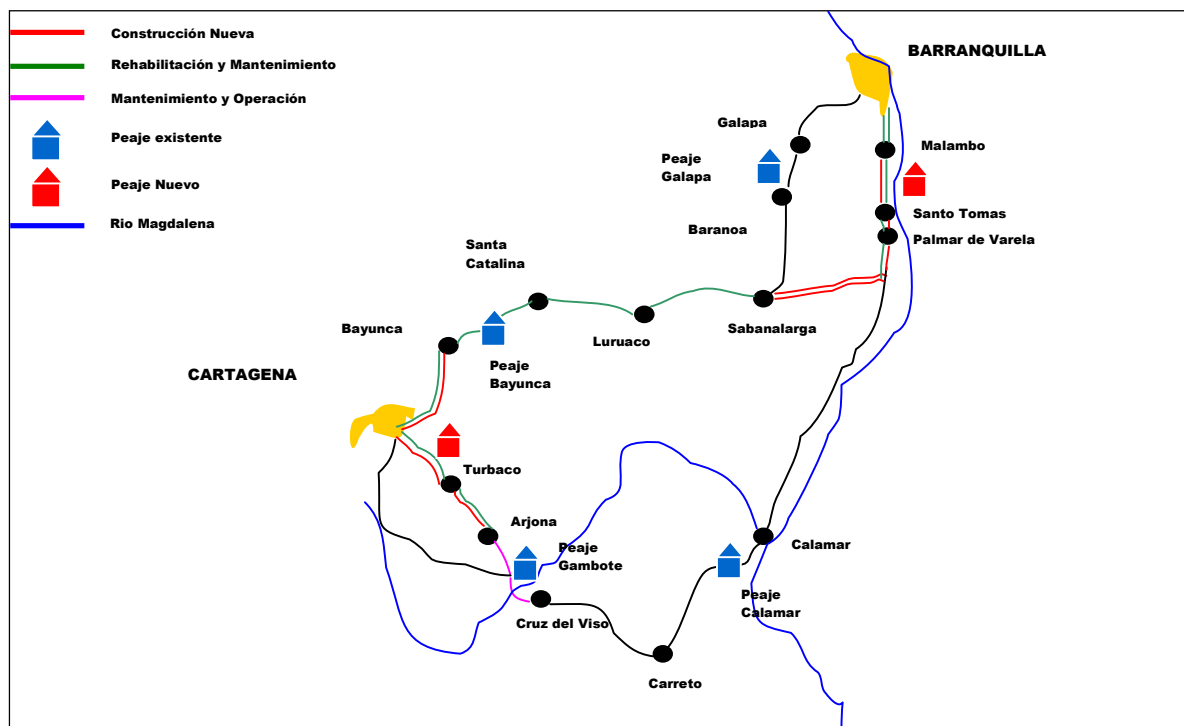 Construcción Nueva
Rehabilitación y Mantenimiento
Mantenimiento y Operación
Peaje existente
Peaje Nuevo
Rio Magdalena
BARRANQUILLA
Galapa
Malambo
Peaje
Galapa
Santo Tomas
Baranoa
Palmar de Varela
Santa
Catalina
Sabanalarga
Bayunca
Luruaco
Peaje
Bayunca
CARTAGENA
Turbaco
Arjona
Peaje
Gambote
Calamar
Peaje
Calamar
Cruz del Viso
Carreto